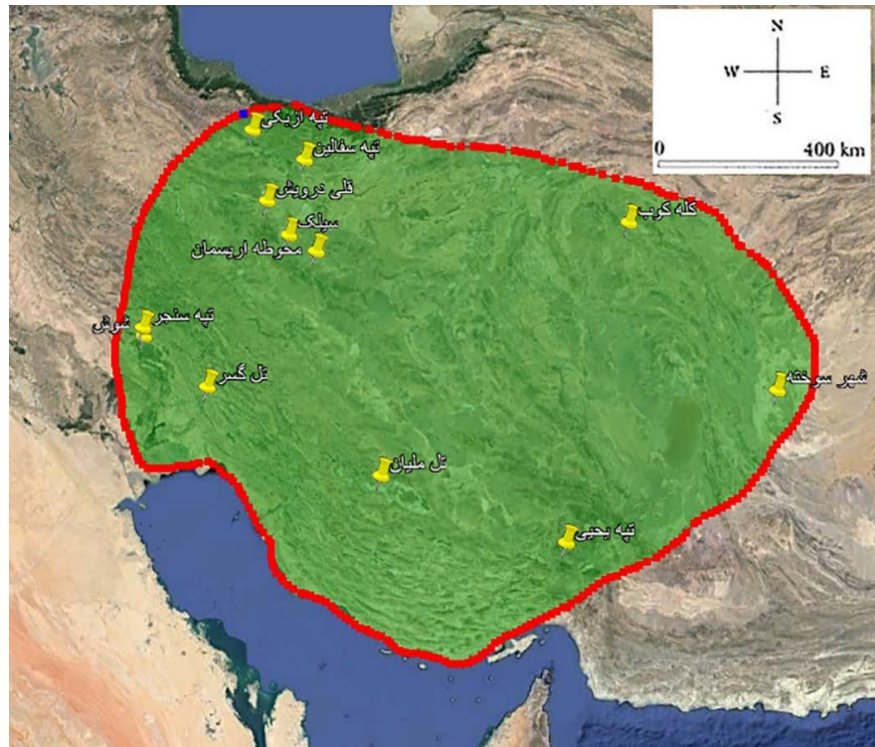 N
W E
S
0 400 km
تپه ازبکی
تپه سفالین
قلی درویش
سیلک
محوطه اریسمان
کله کوب
تپه سنجر
شوش
تل گسر
شهر سوخته
تل ملیان
تپه یحیی